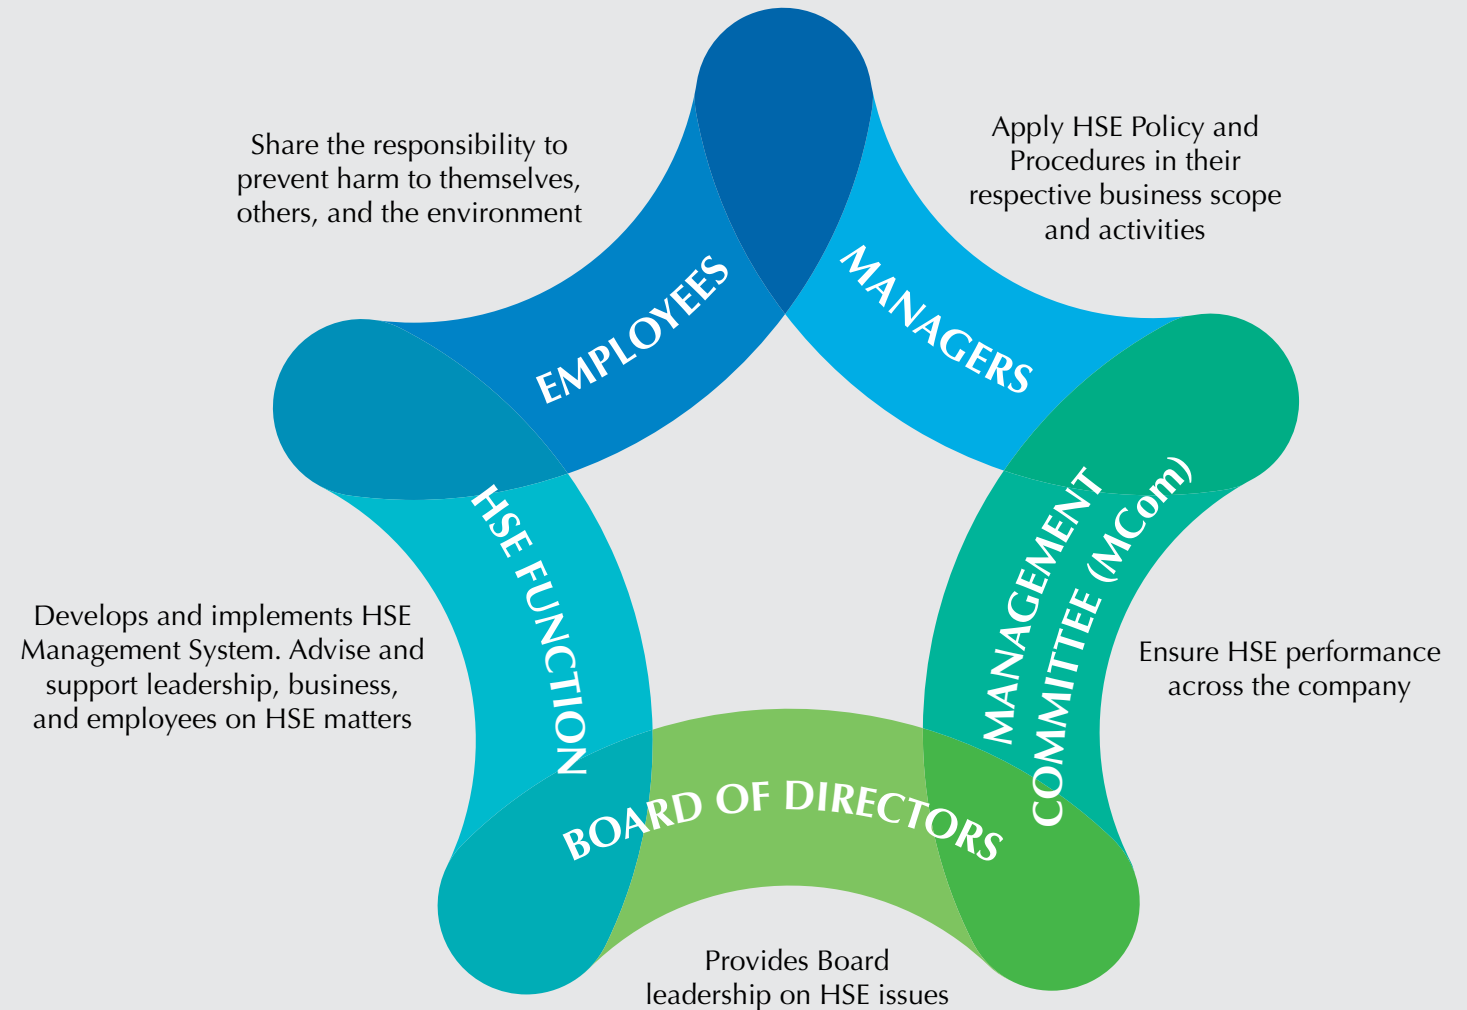 Share the responsibility to
prevent harm to themselves,
others, and the environment
EMPLOYEES
Apply HSE Policy and
Procedures in their
respective business scope
and activities
MANAGERS
HSE FUNCTION
Develops and implements HSE
Management System. Advise and
support leadership, business,
and employees on HSE matters
MANAGEMENT
COMMITTEE (MCom)
Ensure HSE performance
across the company
BOARD OF DIRECTORS
Provides Board
leadership on HSE issues